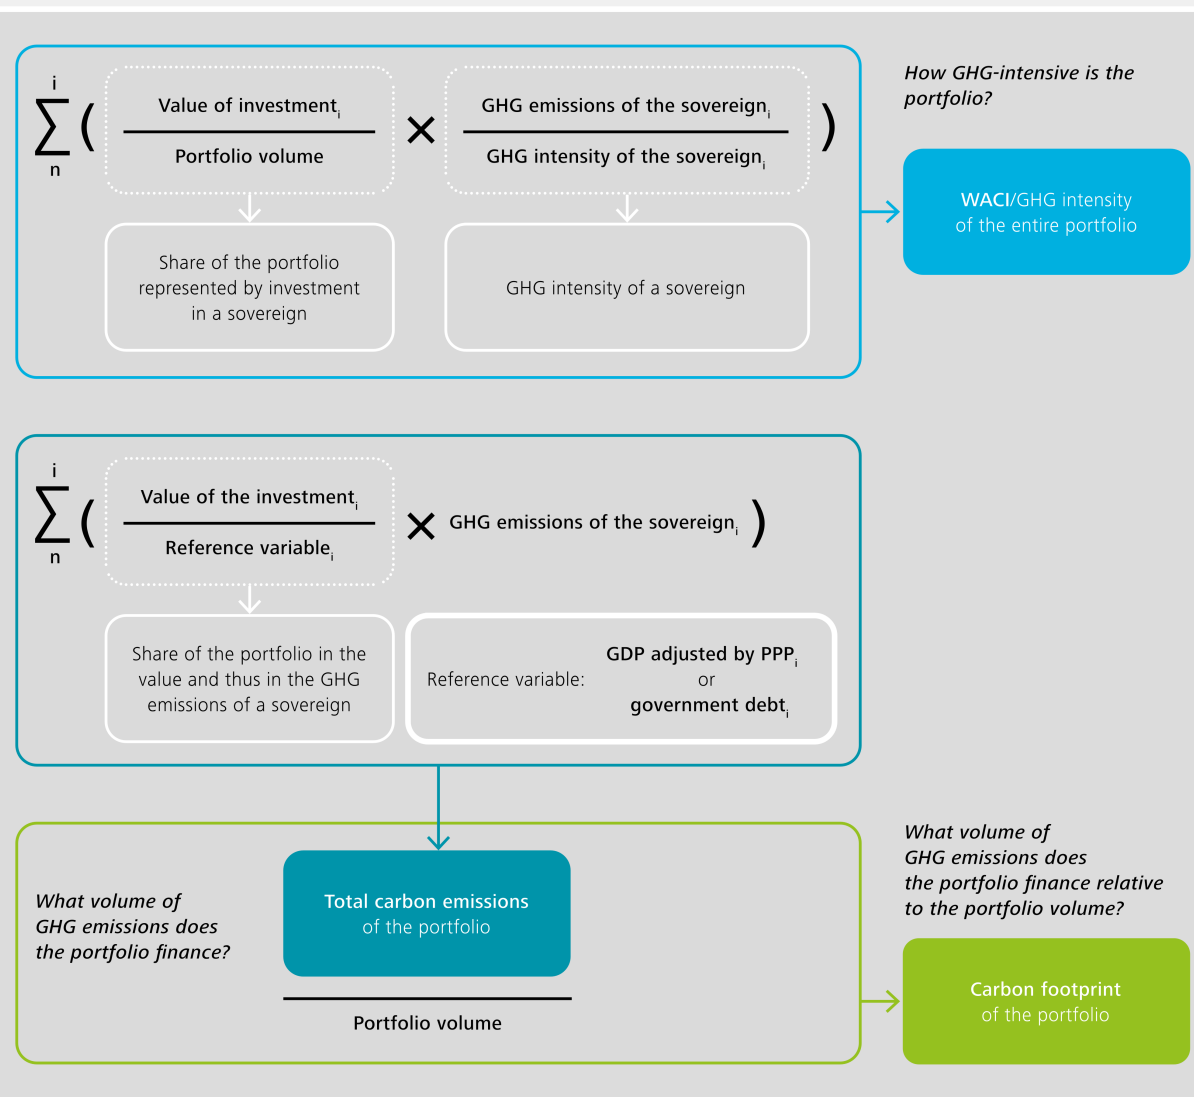 i
∑
n
(
Value of investmentᵢ
Portfolio volume
×
GHG emissions of the sovereignᵢ
GHG intensity of the sovereignᵢ
)
Share of the portfolio
represented by investment
in a sovereign
GHG intensity of a sovereign
How GHG-intensive is the
portfolio?
WACI/GHG intensity
of the entire portfolio
i
∑
n
(
Value of the investmentᵢ
Reference variableᵢ
×
GHG emissions of the sovereignᵢ
)
Share of the portfolio in the
value and thus in the GHG
emissions of a sovereign
Reference variable:
GDP adjusted by PPPᵢ
or
government debtᵢ
What volume of
GHG emissions does
the portfolio finance?
Total carbon emissions
of the portfolio
Portfolio volume
What volume of
GHG emissions does
the portfolio finance relative
to the portfolio volume?
Carbon footprint
of the portfolio